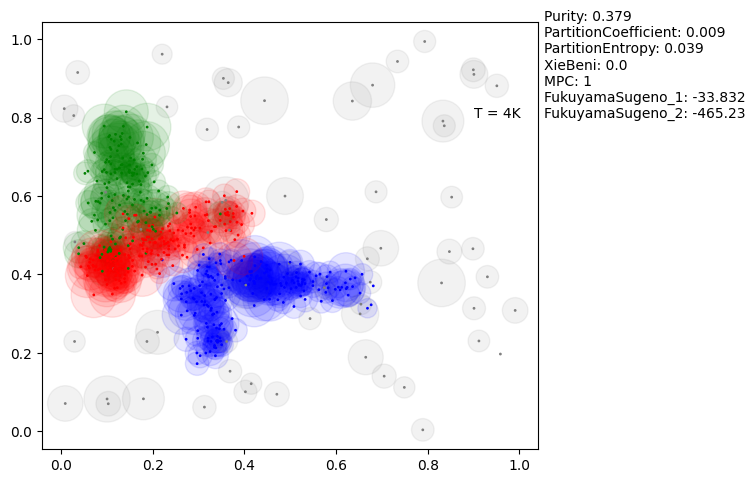 Purity: 0.379
PartitionCoefficient: 0.009
PartitionEntropy: 0.039
XieBeni: 0.0
MPC: 1
FukuyamaSugeno_1: -33.832
FukuyamaSugeno_2: -465.23
T = 4K
1.0
0.8
0.6
0.4
0.2
0.0
0.0 0.2 0.4 0.6 0.8 1.0